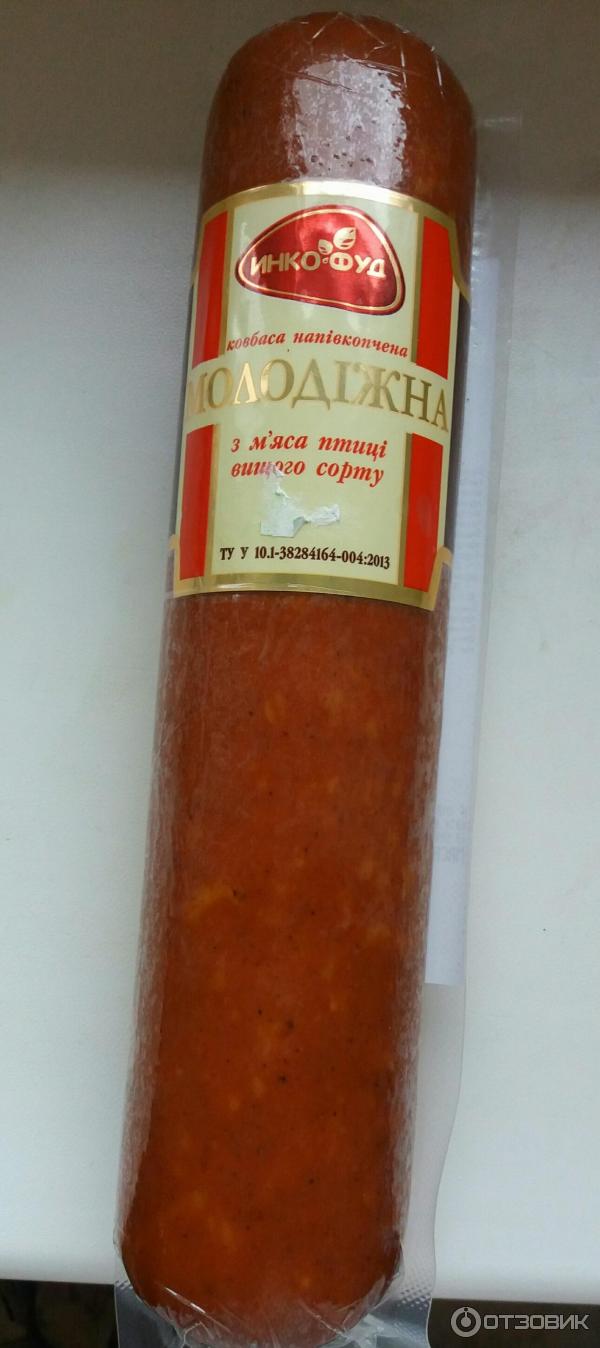 ИНКО ФУД
ковбаса напівкопчена
МОЛОДІЖНА
з м'яса птиці
вищого сорту
ТУ У 10.1-38284164-004:2013
ОТЗОВИК